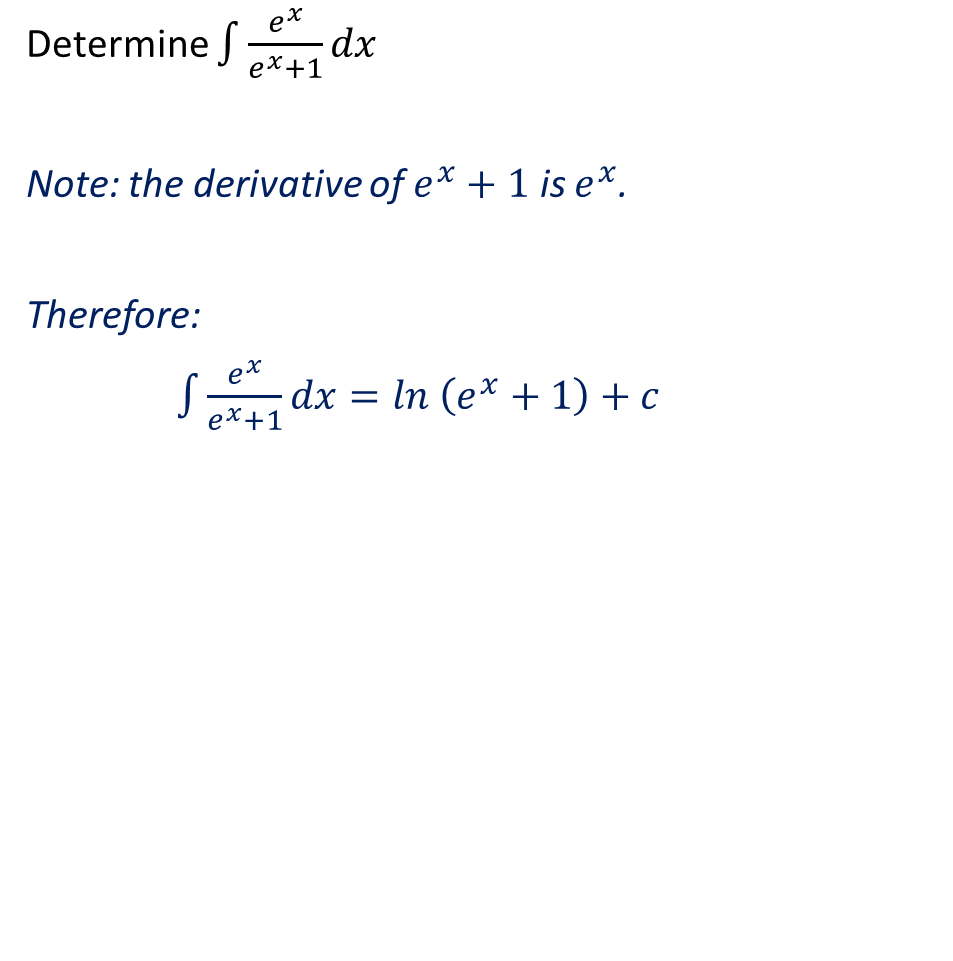 Determine ∫ eˣ/(eˣ+1) dx
Note: the derivative of eˣ + 1 is eˣ.
Therefore:
∫ eˣ/(eˣ+1) dx = ln (eˣ + 1) + c